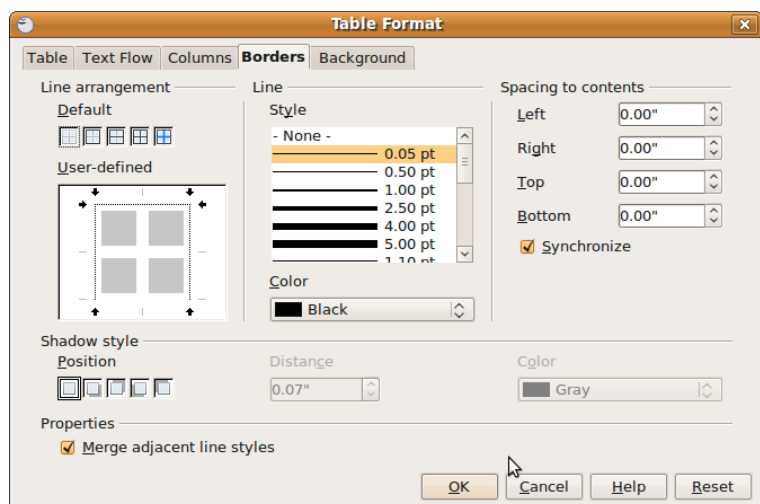 Table Format
Table Text Flow Columns Borders Background
Line arrangement
Default
User-defined
Line
Style
- None -
0.05 pt
0.50 pt
1.00 pt
2.50 pt
4.00 pt
5.00 pt
1.10 pt
Color
Black
Spacing to contents
Left 0.00"
Right 0.00"
Top 0.00"
Bottom 0.00"
Synchronize
Shadow style
Position
Distance
0.07"
Color
Gray
Properties
Merge adjacent line styles
OK Cancel Help Reset